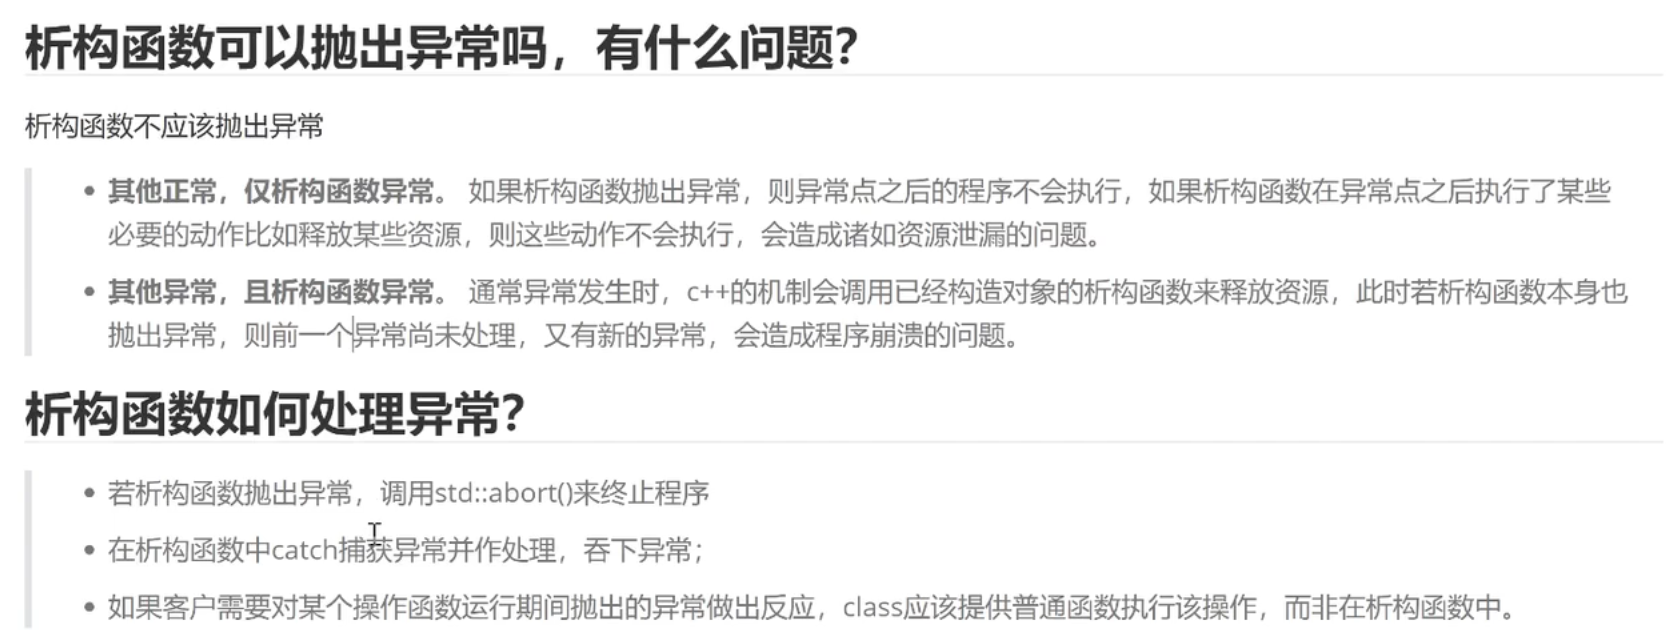 析构函数可以抛出异常吗，有什么问题？
析构函数不应该抛出异常
其他正常，仅析构函数异常。 如果析构函数抛出异常，则异常点之后的程序不会执行，如果析构函数在异常点之后执行了某些
必要的动作比如释放某些资源，则这些动作不会执行，会造成诸如资源泄漏的问题。
其他异常，且析构函数异常。 通常异常发生时，c++的机制会调用已经构造对象的析构函数来释放资源，此时若析构函数本身也
抛出异常，则前一个异常尚未处理，又有新的异常，会造成程序崩溃的问题。
析构函数如何处理异常？
若析构函数抛出异常，调用std::abort()来终止程序
在析构函数中catch捕获异常并作处理，吞下异常；
如果客户需要对某个操作函数运行期间抛出的异常做出反应，class应该提供普通函数执行该操作，而非在析构函数中。